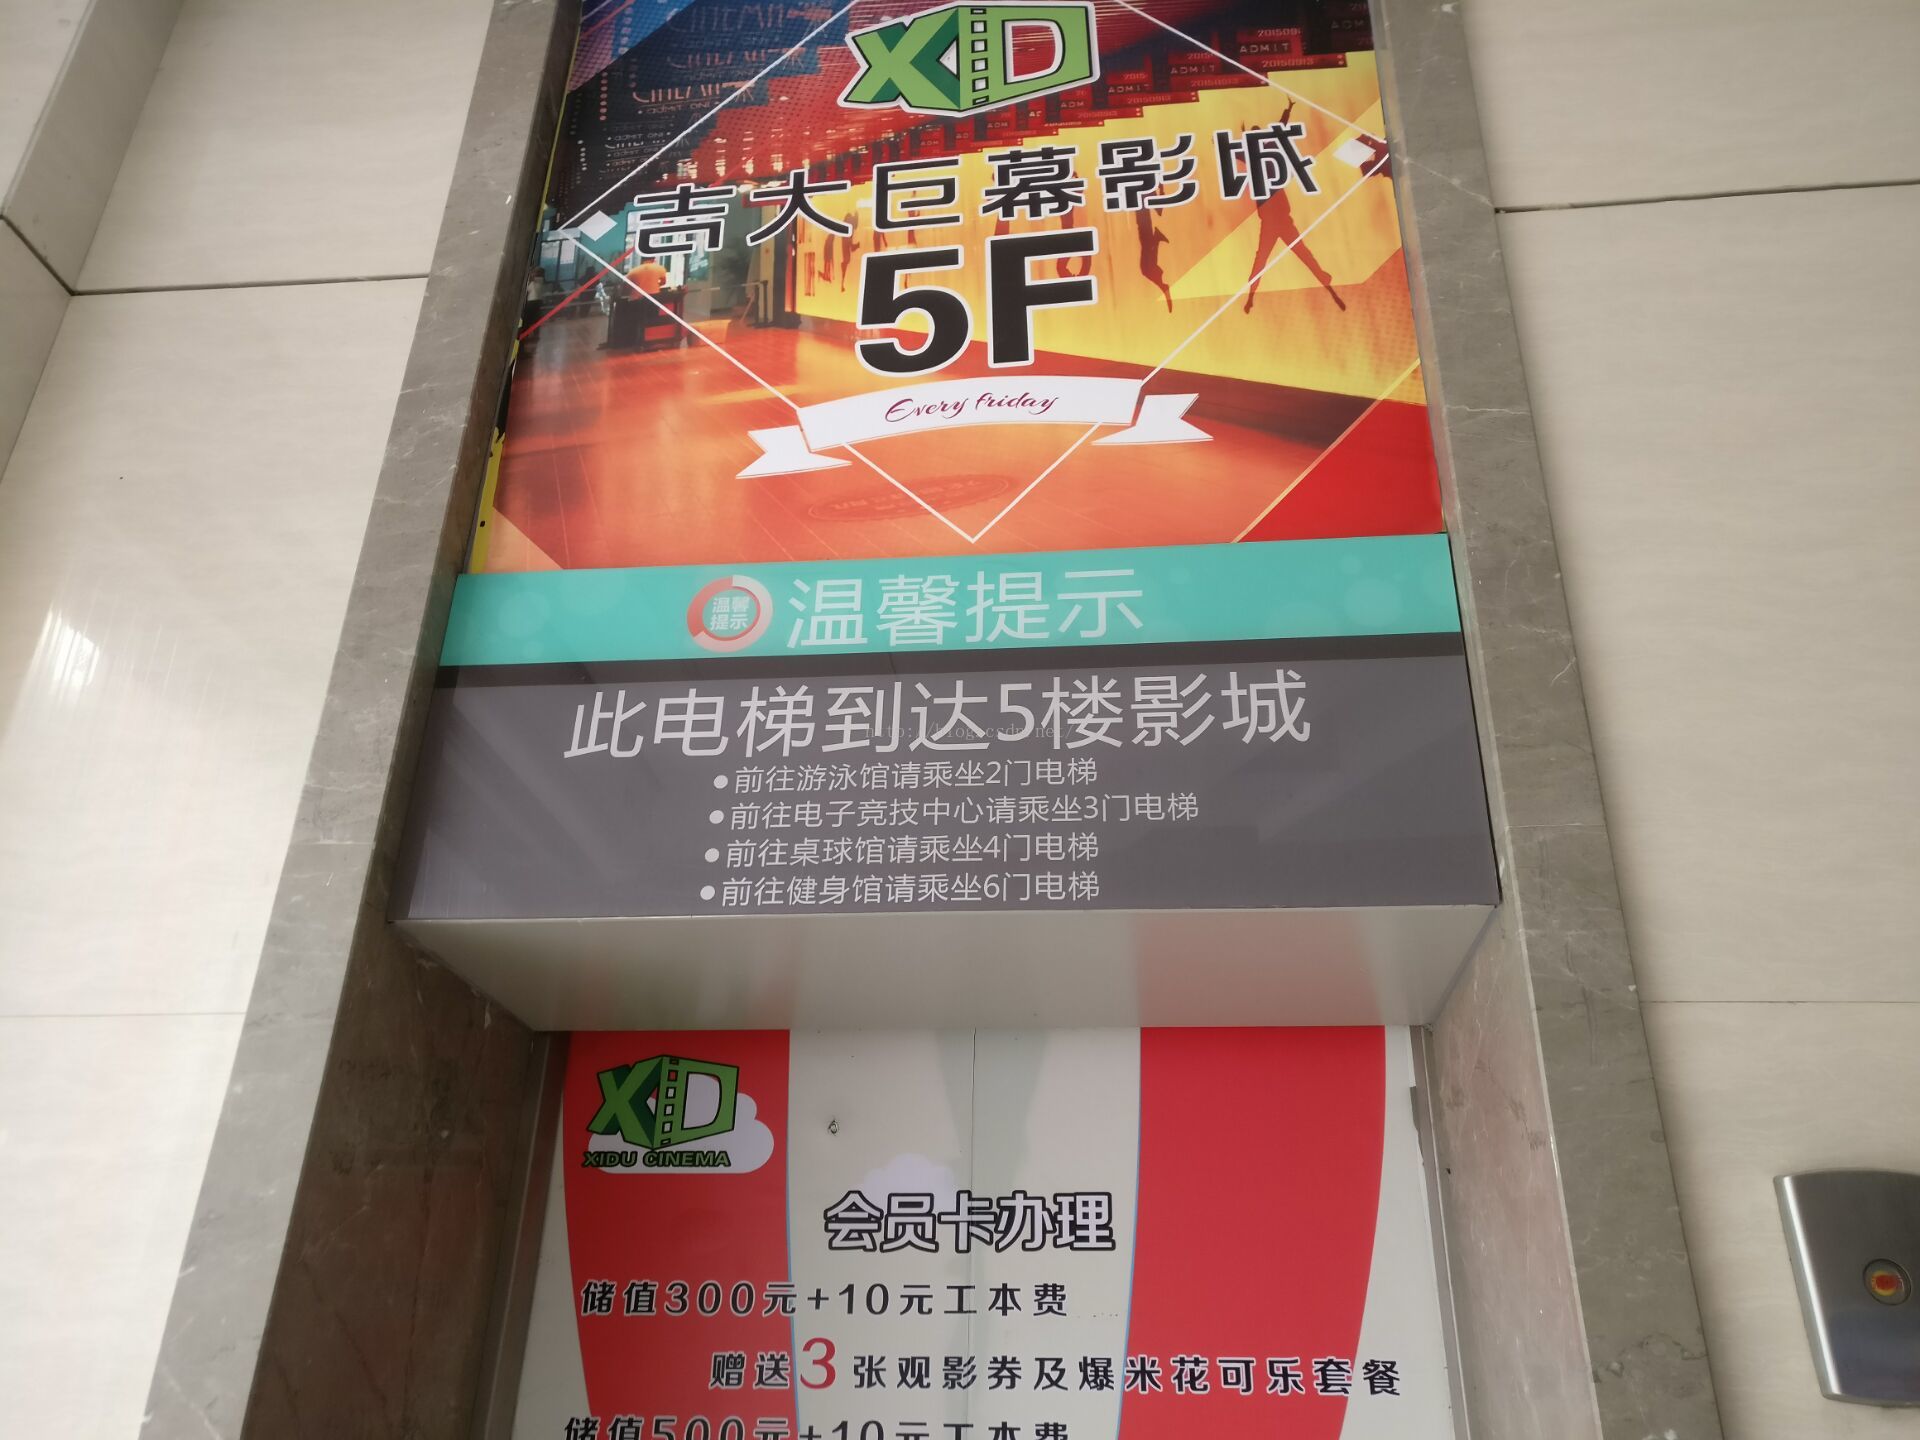 XD
吉大巨幕影城
5F
Every friday
温馨提示
温馨提示
此电梯到达5楼影城
http://blog.csdn.net/
●前往游泳馆请乘坐2门电梯
●前往电子竞技中心请乘坐3门电梯
●前往桌球馆请乘坐4门电梯
●前往健身馆请乘坐6门电梯
XD
XIDU CINEMA
会员卡办理
储值300元+10元工本费
赠送3张观影券及爆米花可乐套餐
储值500元+10元工本费